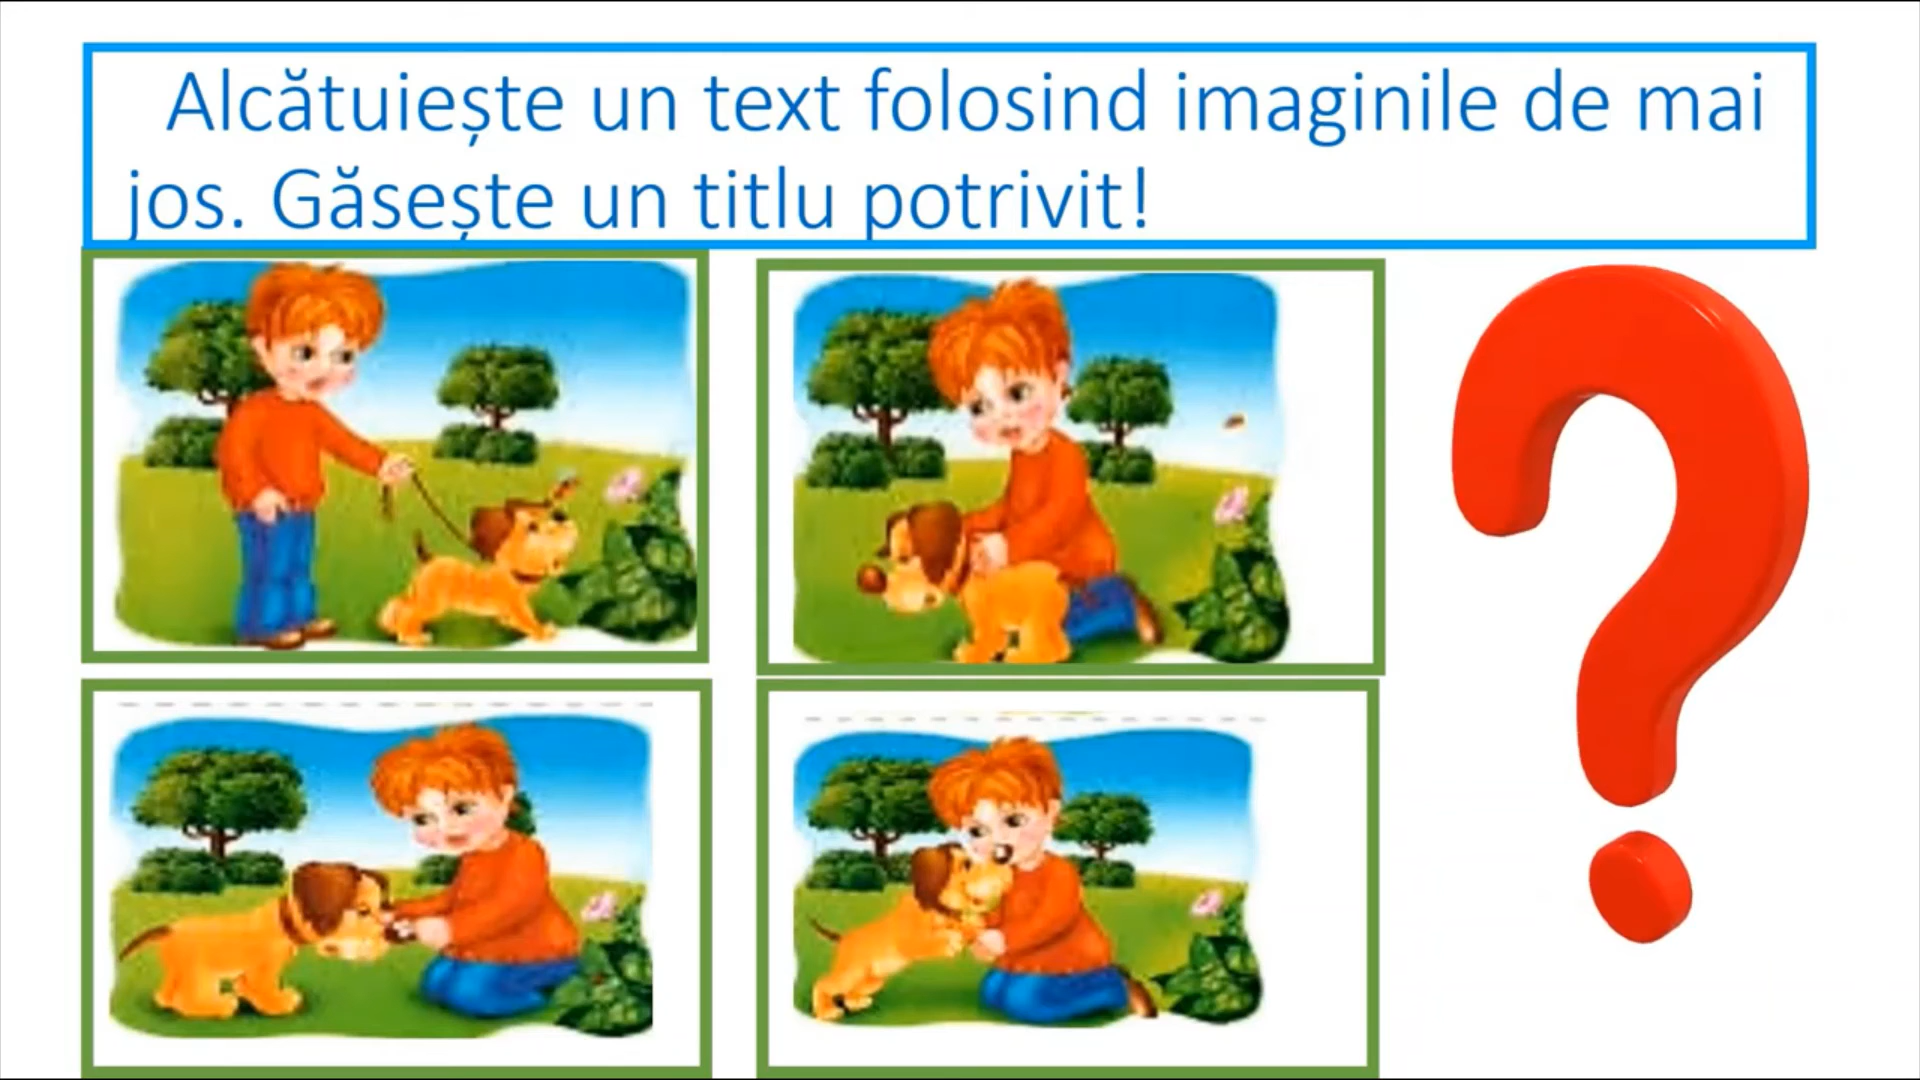 Alcătuiește un text folosind imaginile de mai
jos. Găsește un titlu potrivit!
?